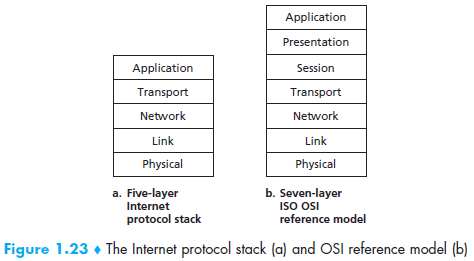 Application
Transport
Network
Link
Physical
a. Five-layer
Internet
protocol stack
Application
Presentation
Session
Transport
Network
Link
Physical
b. Seven-layer
ISO OSI
reference model
Figure 1.23 ♦ The Internet protocol stack (a) and OSI reference model (b)